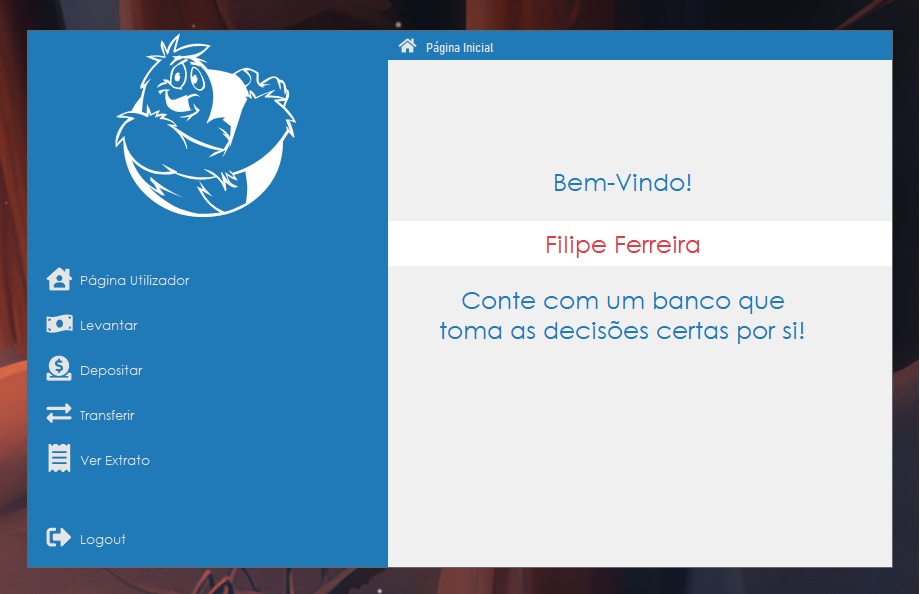 Página Inicial
Bem-Vindo!
Filipe Ferreira
Conte com um banco que
toma as decisões certas por si!
Página Utilizador
Levantar
Depositar
Transferir
Ver Extrato
Logout